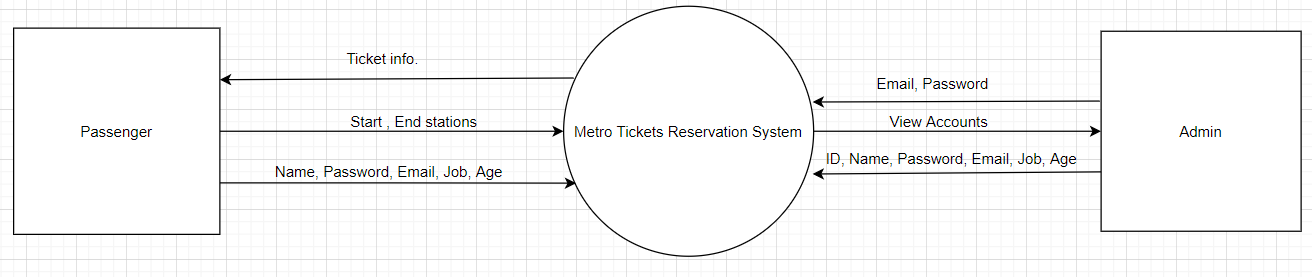 Ticket info.
Email, Password
Start , End stations
View Accounts
Passenger
Metro Tickets Reservation System
Admin
ID, Name, Password, Email, Job, Age
Name, Password, Email, Job, Age